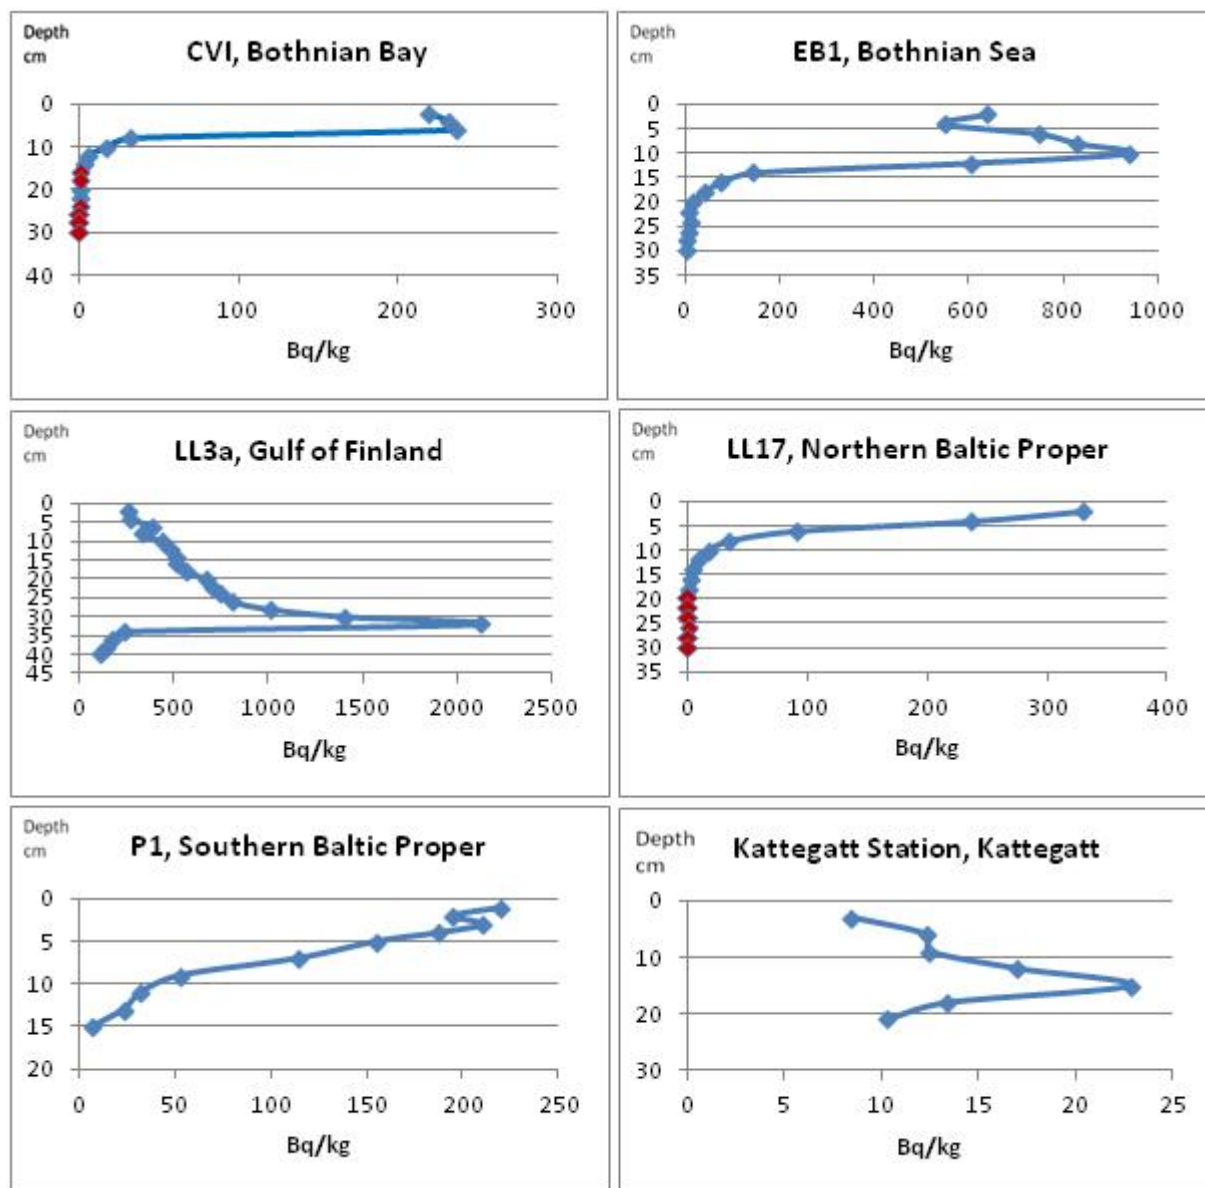 Depth
cm
CVI, Bothnian Bay
0
10
20
30
40
0 100 200 300
Bq/kg
Depth
cm
EB1, Bothnian Sea
0
5
10
15
20
25
30
35
0 200 400 600 800 1000
Bq/kg
Depth
cm
LL3a, Gulf of Finland
0
5
10
15
20
25
30
35
40
45
0 500 1000 1500 2000 2500
Bq/kg
Depth
cm
LL17, Northern Baltic Proper
0
5
10
15
20
25
30
35
0 100 200 300 400
Bq/kg
Depth
cm
P1, Southern Baltic Proper
0
5
10
15
20
0 50 100 150 200 250
Bq/kg
Depth
cm
Kattegatt Station, Kattegatt
0
10
20
30
0 5 10 15 20 25
Bq/kg